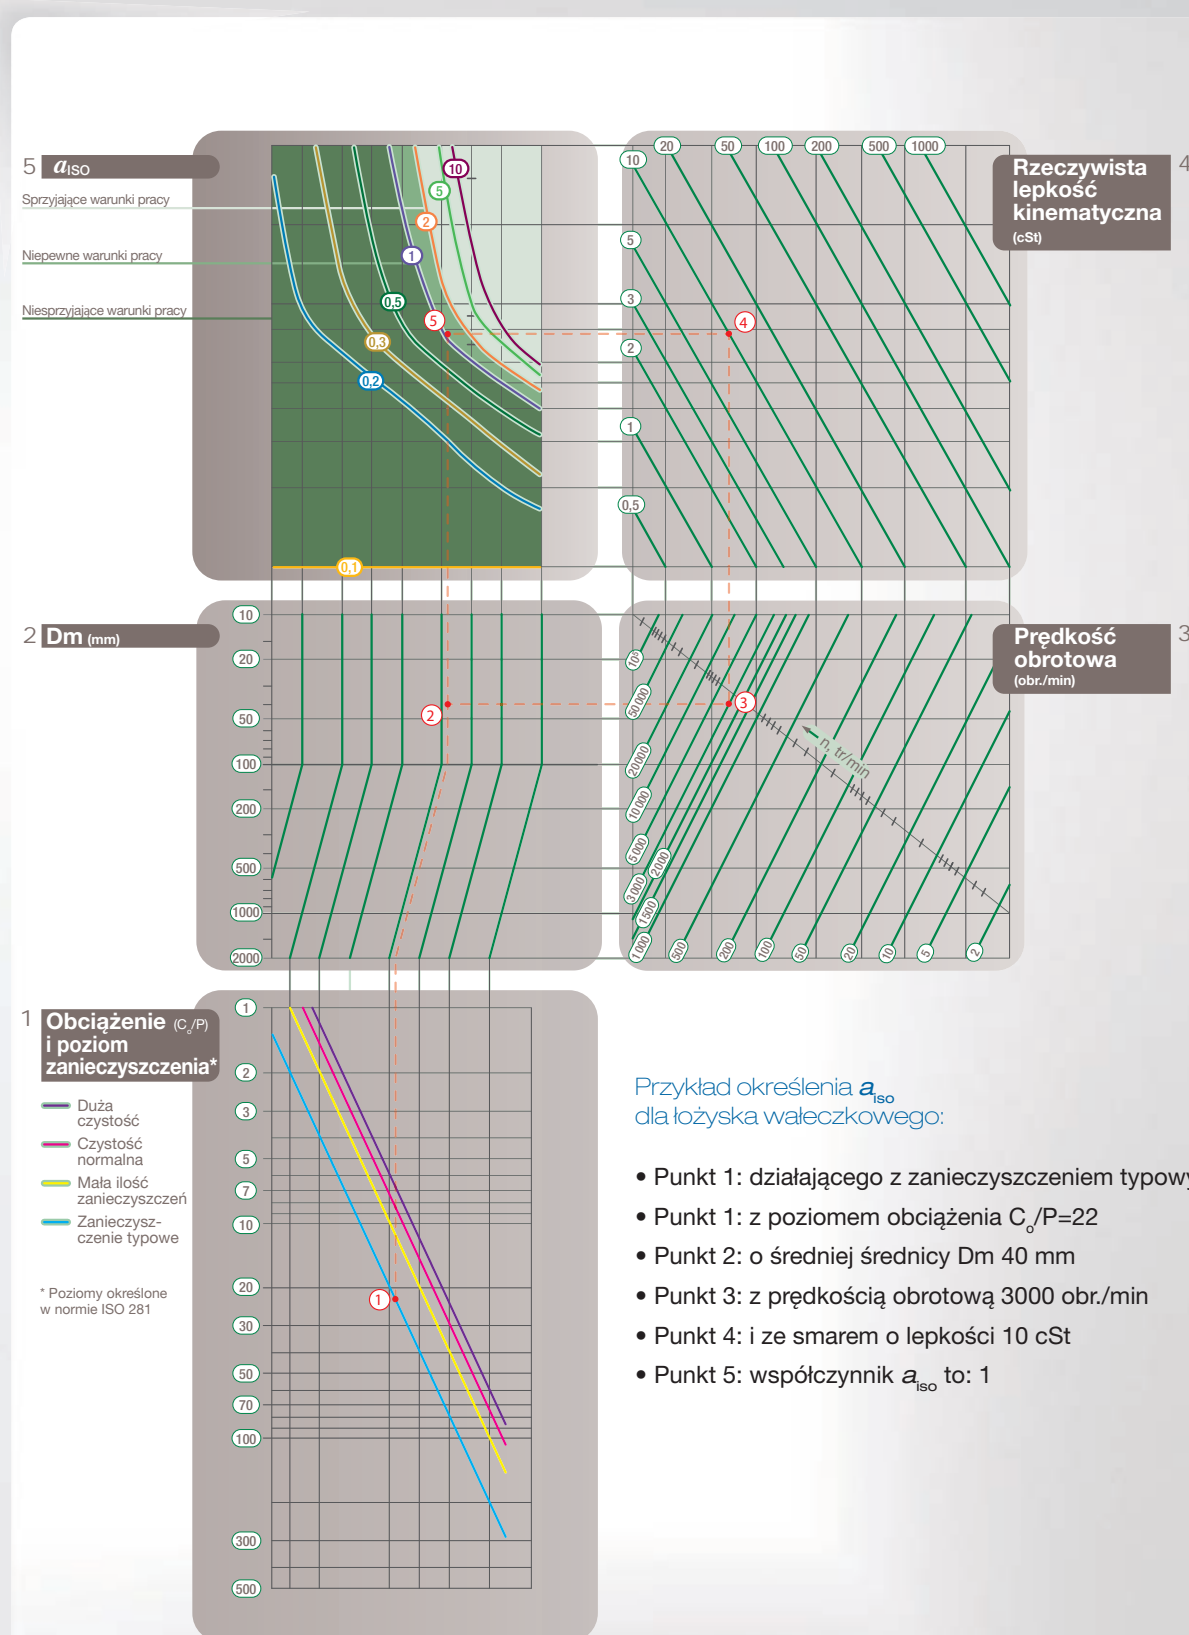 5 aISO
Sprzyjające warunki pracy
Niepewne warunki pracy
Niesprzyjające warunki pracy
10
5
2
1
0,5
0,3
0,2
0,1
5
20
50
100
200
500
1000
10
5
3
2
1
0,5
4
Rzeczywista
lepkość
kinematyczna
(cSt)
4
2 Dm (mm)
10
20
50
100
200
500
1000
2000
2
10⁵
50 000
20000
10 000
5 000
3 000
2000
1 500
1 000
500
200
100
50
20
10
5
2
3
n, tr/min
Prędkość
obrotowa
(obr./min)
3
1 Obciążenie (Co/P)
i poziom
zanieczyszczenia*
Duża
czystość
Czystość
normalna
Mała ilość
zanieczyszczeń
Zanieczysz-
czenie typowe
* Poziomy określone
w normie ISO 281
1
2
3
5
7
10
20
30
50
70
100
300
500
1
Przykład określenia aiso
dla łożyska wałeczkowego:
• Punkt 1: działającego z zanieczyszczeniem typowy
• Punkt 1: z poziomem obciążenia Co/P=22
• Punkt 2: o średniej średnicy Dm 40 mm
• Punkt 3: z prędkością obrotową 3000 obr./min
• Punkt 4: i ze smarem o lepkości 10 cSt
• Punkt 5: współczynnik aiso to: 1